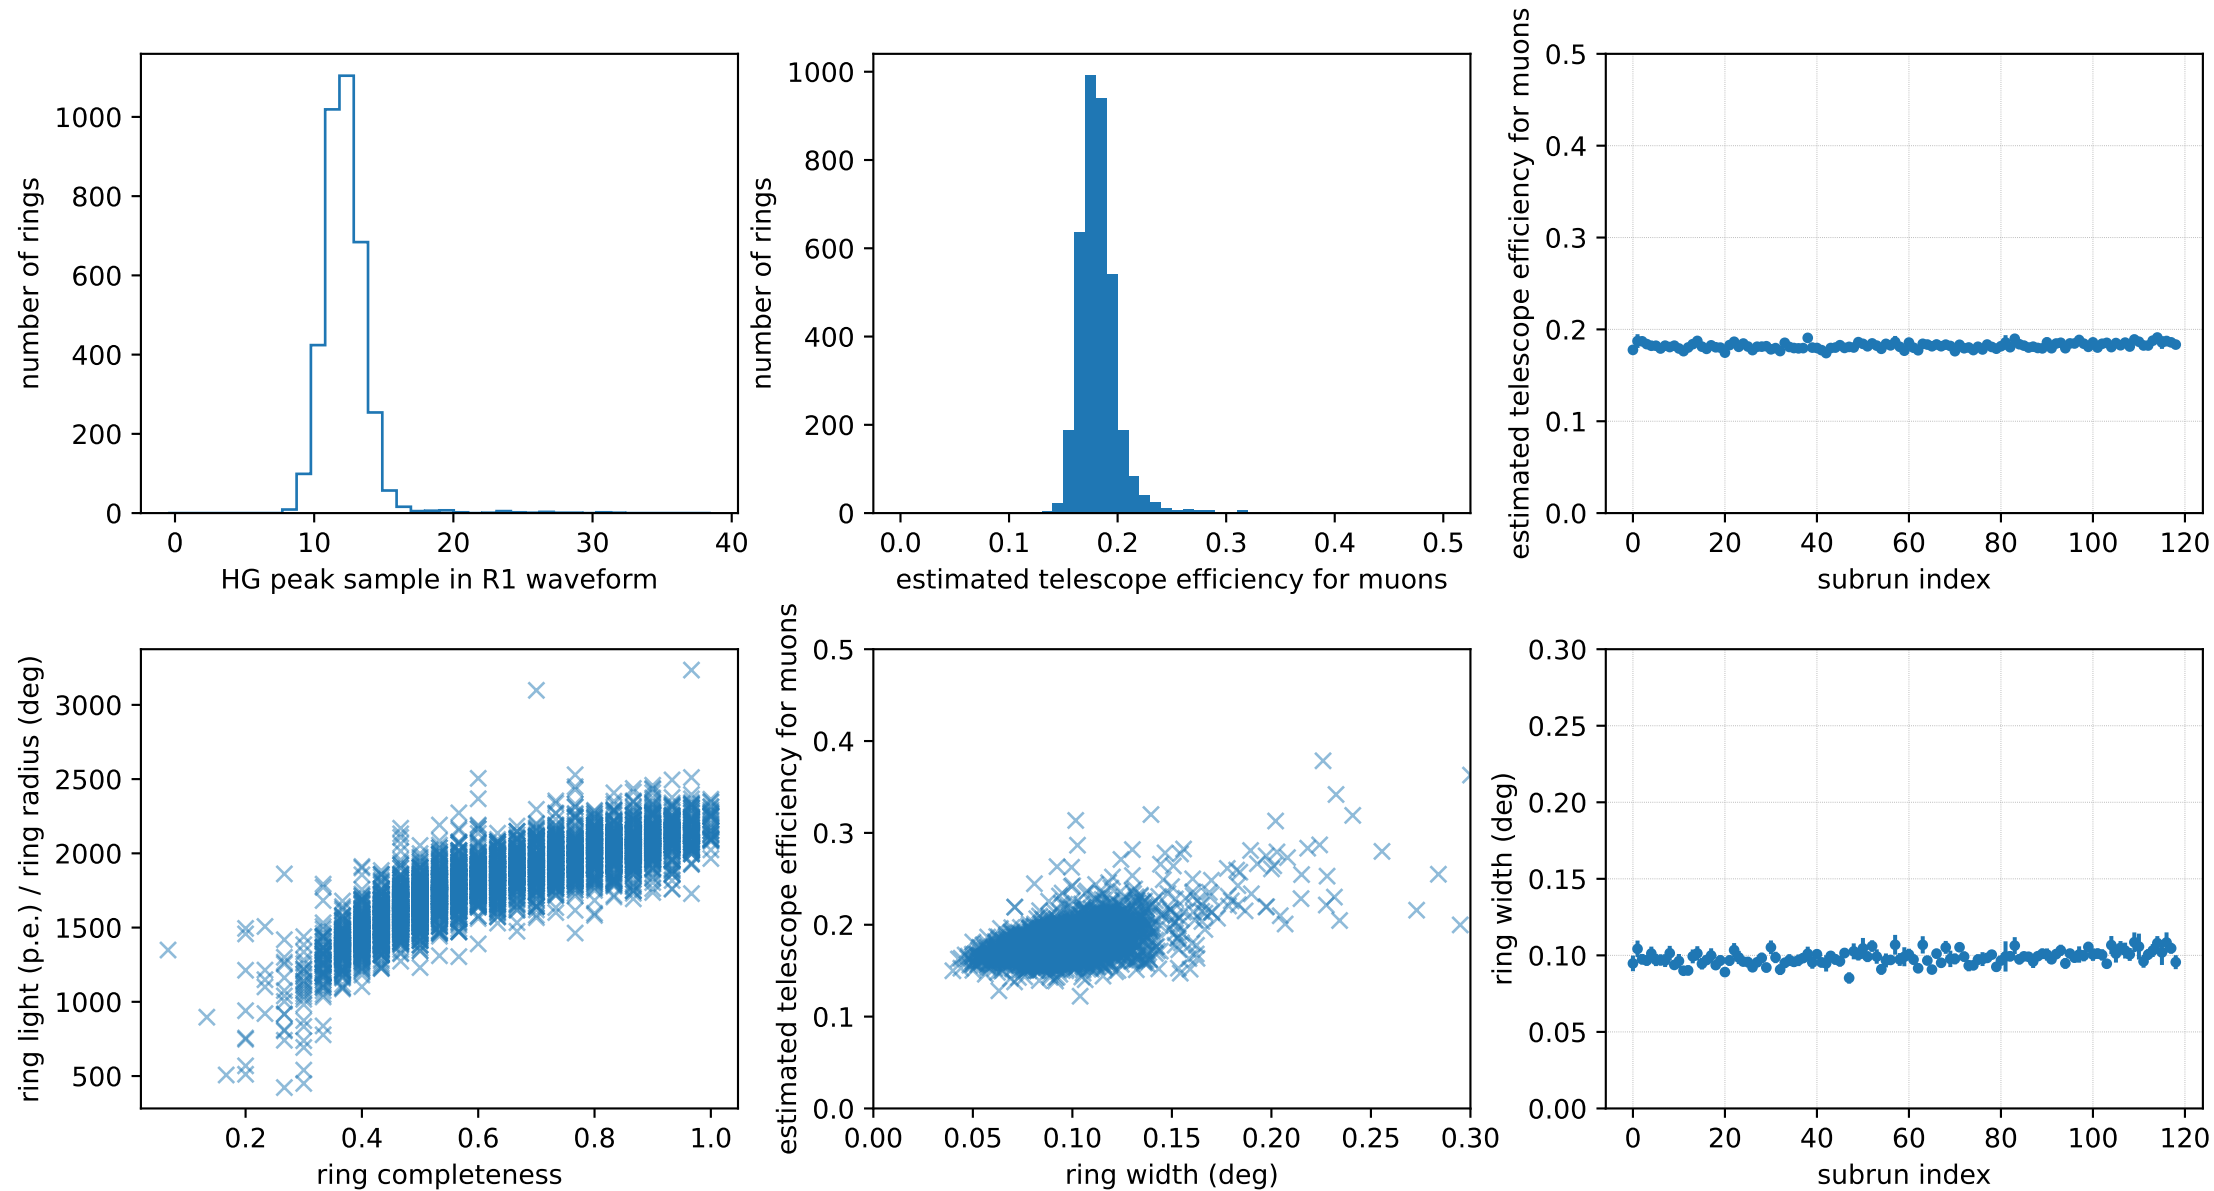 number of rings
1000
800
600
400
200
0
0 10 20 30 40
HG peak sample in R1 waveform
number of rings
1000
800
600
400
200
0
0.0 0.1 0.2 0.3 0.4 0.5
estimated telescope efficiency for muons
estimated telescope efficiency for muons
0.5
0.4
0.3
0.2
0.1
0.0
0 20 40 60 80 100 120
subrun index
ring light (p.e.) / ring radius (deg)
3000
2500
2000
1500
1000
500
0.2 0.4 0.6 0.8 1.0
ring completeness
estimated telescope efficiency for muons
0.5
0.4
0.3
0.2
0.1
0.0
0.00 0.05 0.10 0.15 0.20 0.25 0.30
ring width (deg)
ring width (deg)
0.30
0.25
0.20
0.15
0.10
0.05
0.00
0 20 40 60 80 100 120
subrun index